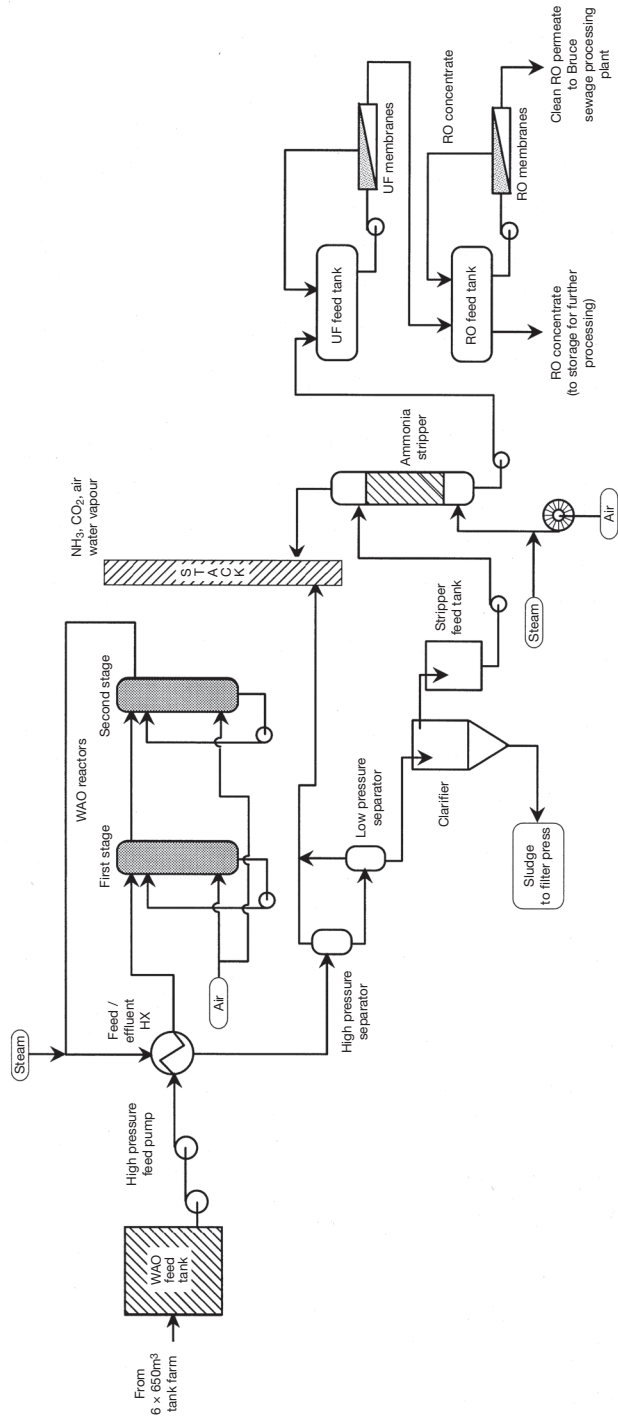 From
6 × 650m³
tank farm
WAO
feed
tank
High pressure
feed pump
Steam
Feed /
effluent
HX
WAO reactors
First stage
Second stage
Air
High pressure
separator
Low pressure
separator
Clarifier
Sludge
to filter press
Stripper
feed tank
NH₃, CO₂, air
water vapour
STACK
Ammonia
stripper
Steam
Air
UF feed tank
UF membranes
RO concentrate
RO feed tank
RO membranes
RO concentrate
(to storage for further
processing)
Clean RO permeate
to Bruce
sewage processing
plant